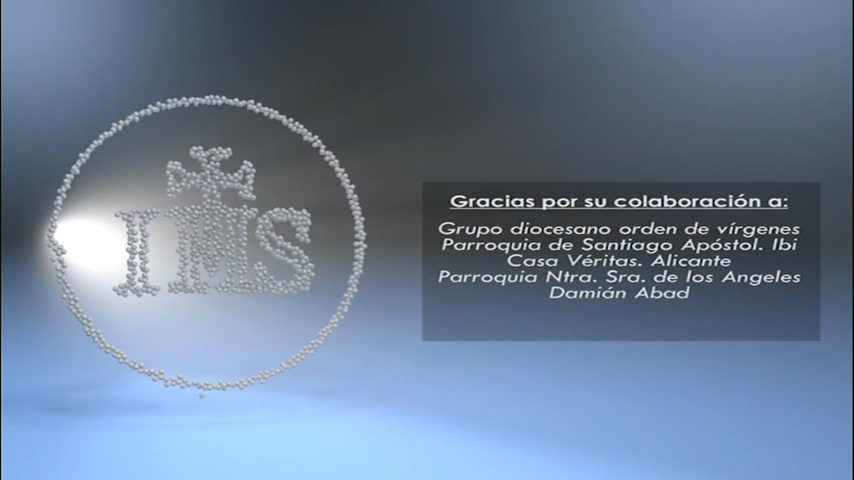 IMS
Gracias por su colaboración a:
Grupo diocesano orden de vírgenes
Parroquia de Santiago Apóstol. Ibi
Casa Véritas. Alicante
Parroquia Ntra. Sra. de los Angeles
Damián Abad